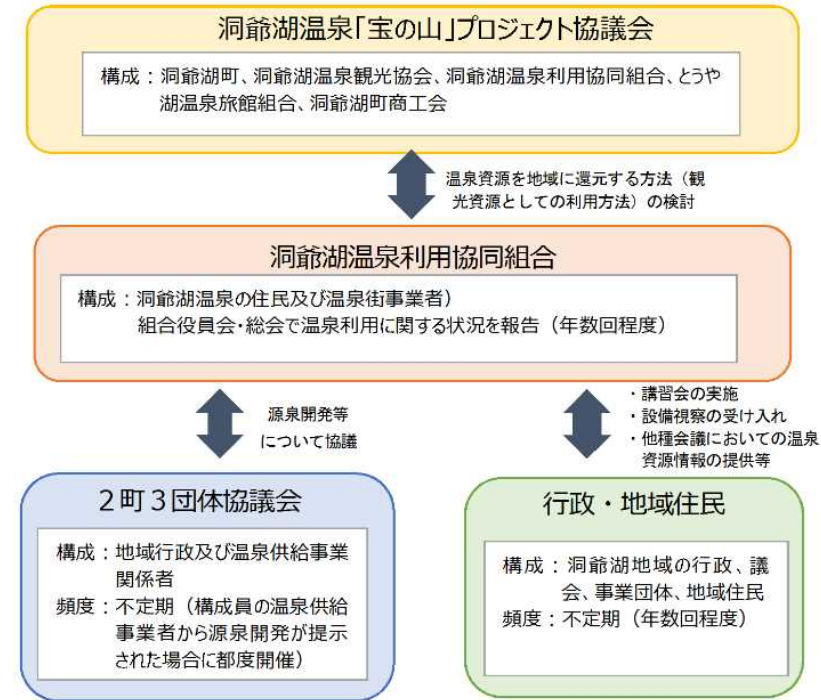 洞爺湖温泉「宝の山」プロジェクト協議会
構成：洞爺湖町、洞爺湖温泉観光協会、洞爺湖温泉利用協同組合、とうや
湖温泉旅館組合、洞爺湖町商工会
温泉資源を地域に還元する方法（観
光資源としての利用方法）の検討
洞爺湖温泉利用協同組合
構成：洞爺湖温泉の住民及び温泉街事業者）
組合役員会・総会で温泉利用に関する状況を報告（年数回程度）
源泉開発等
について協議
・講習会の実施
・設備視察の受け入れ
・他種会議においての温泉
資源情報の提供等
２町３団体協議会
構成：地域行政及び温泉供給事業
関係者
頻度：不定期（構成員の温泉供給
事業者から源泉開発が提示
された場合に都度開催）
行政・地域住民
構成：洞爺湖地域の行政、議
会、事業団体、地域住民
頻度：不定期（年数回程度）